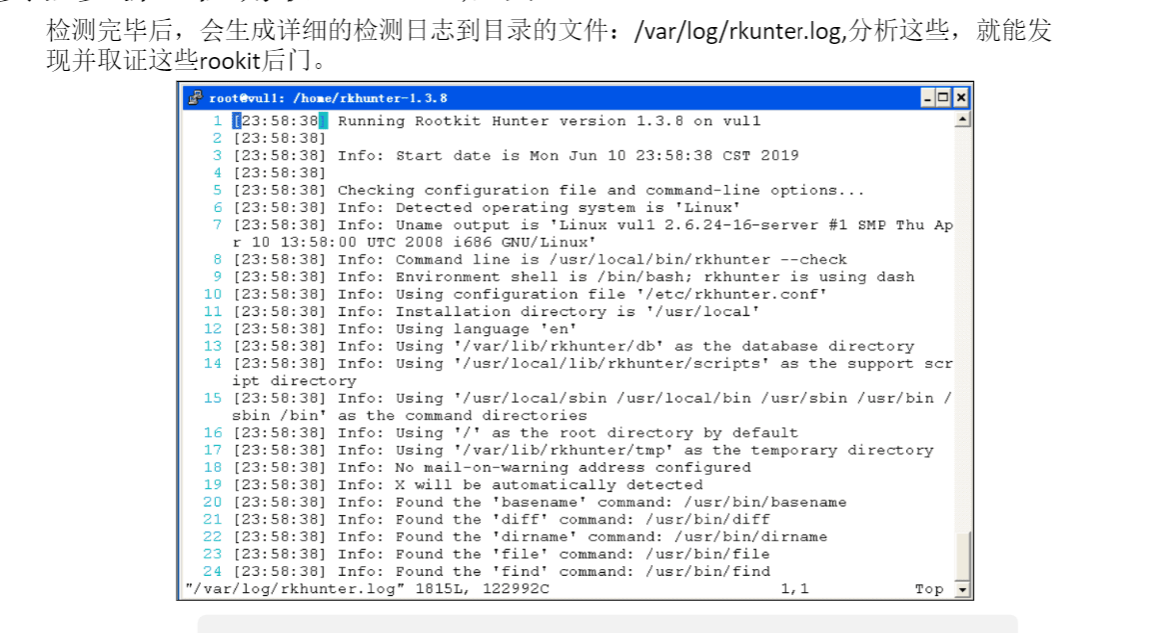 检测完毕后，会生成详细的检测日志到目录的文件：/var/log/rkunter.log,分析这些，就能发
现并取证这些rookit后门。
root@vul1: /home/rkhunter-1.3.8
1 [23:58:38] Running Rootkit Hunter version 1.3.8 on vul1
2 [23:58:38]
3 [23:58:38] Info: Start date is Mon Jun 10 23:58:38 CST 2019
4 [23:58:38]
5 [23:58:38] Checking configuration file and command-line options...
6 [23:58:38] Info: Detected operating system is 'Linux'
7 [23:58:38] Info: Uname output is 'Linux vul1 2.6.24-16-server #1 SMP Thu Ap
r 10 13:58:00 UTC 2008 i686 GNU/Linux'
8 [23:58:38] Info: Command line is /usr/local/bin/rkhunter --check
9 [23:58:38] Info: Environment shell is /bin/bash; rkhunter is using dash
10 [23:58:38] Info: Using configuration file '/etc/rkhunter.conf'
11 [23:58:38] Info: Installation directory is '/usr/local'
12 [23:58:38] Info: Using language 'en'
13 [23:58:38] Info: Using '/var/lib/rkhunter/db' as the database directory
14 [23:58:38] Info: Using '/usr/local/lib/rkhunter/scripts' as the support scr
ipt directory
15 [23:58:38] Info: Using '/usr/local/sbin /usr/local/bin /usr/sbin /usr/bin /
sbin /bin' as the command directories
16 [23:58:38] Info: Using '/' as the root directory by default
17 [23:58:38] Info: Using '/var/lib/rkhunter/tmp' as the temporary directory
18 [23:58:38] Info: No mail-on-warning address configured
19 [23:58:38] Info: X will be automatically detected
20 [23:58:38] Info: Found the 'basename' command: /usr/bin/basename
21 [23:58:38] Info: Found the 'diff' command: /usr/bin/diff
22 [23:58:38] Info: Found the 'dirname' command: /usr/bin/dirname
23 [23:58:38] Info: Found the 'file' command: /usr/bin/file
24 [23:58:38] Info: Found the 'find' command: /usr/bin/find
"/var/log/rkhunter.log" 1815L, 122992C 1,1 Top